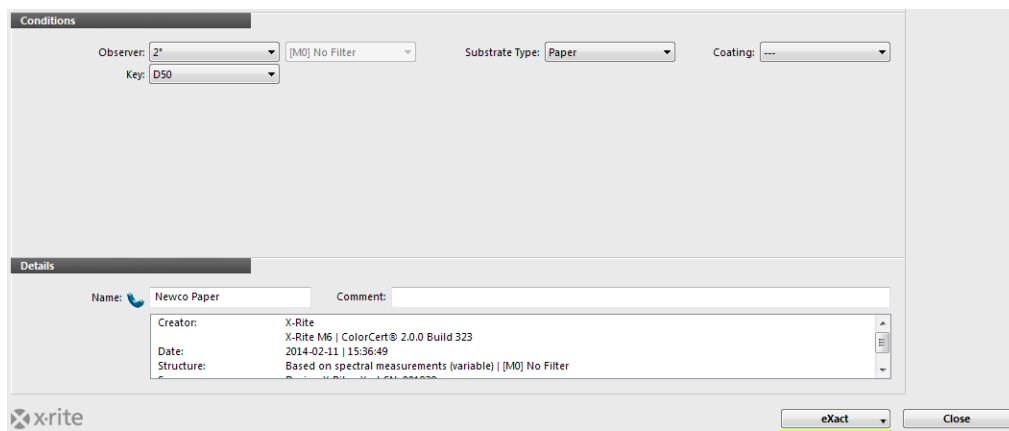 Conditions
Observer: 2° [M0] No Filter Substrate Type: Paper Coating: ---
Key: D50
Details
Name: Newco Paper Comment:
Creator: X-Rite
X-Rite M6 | ColorCert® 2.0.0 Build 323
Date: 2014-02-11 | 15:36:49
Structure: Based on spectral measurements (variable) | [M0] No Filter
x·rite eXact Close